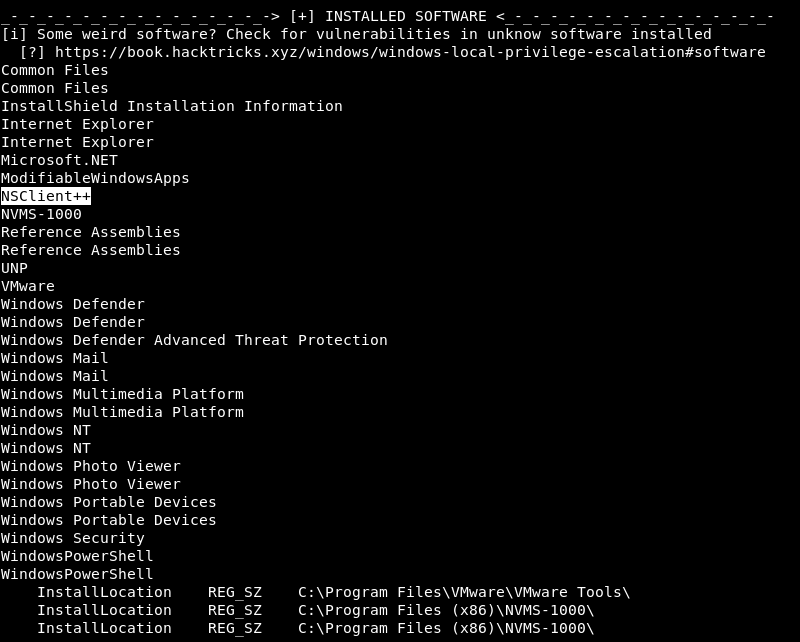 _-_-_-_-_-_-_-_-_-_-_-_-_-_-_-> [+] INSTALLED SOFTWARE <_-_-_-_-_-_-_-_-_-_-_-_-_-_-_-
[i] Some weird software? Check for vulnerabilities in unknow software installed
  [?] https://book.hacktricks.xyz/windows/windows-local-privilege-escalation#software
Common Files
Common Files
InstallShield Installation Information
Internet Explorer
Internet Explorer
Microsoft.NET
ModifiableWindowsApps
NSClient++
NVMS-1000
Reference Assemblies
Reference Assemblies
UNP
VMware
Windows Defender
Windows Defender
Windows Defender Advanced Threat Protection
Windows Mail
Windows Mail
Windows Multimedia Platform
Windows Multimedia Platform
Windows NT
Windows NT
Windows Photo Viewer
Windows Photo Viewer
Windows Portable Devices
Windows Portable Devices
Windows Security
WindowsPowerShell
WindowsPowerShell
    InstallLocation    REG_SZ    C:\Program Files\VMware\VMware Tools\
    InstallLocation    REG_SZ    C:\Program Files (x86)\NVMS-1000\
    InstallLocation    REG_SZ    C:\Program Files (x86)\NVMS-1000\